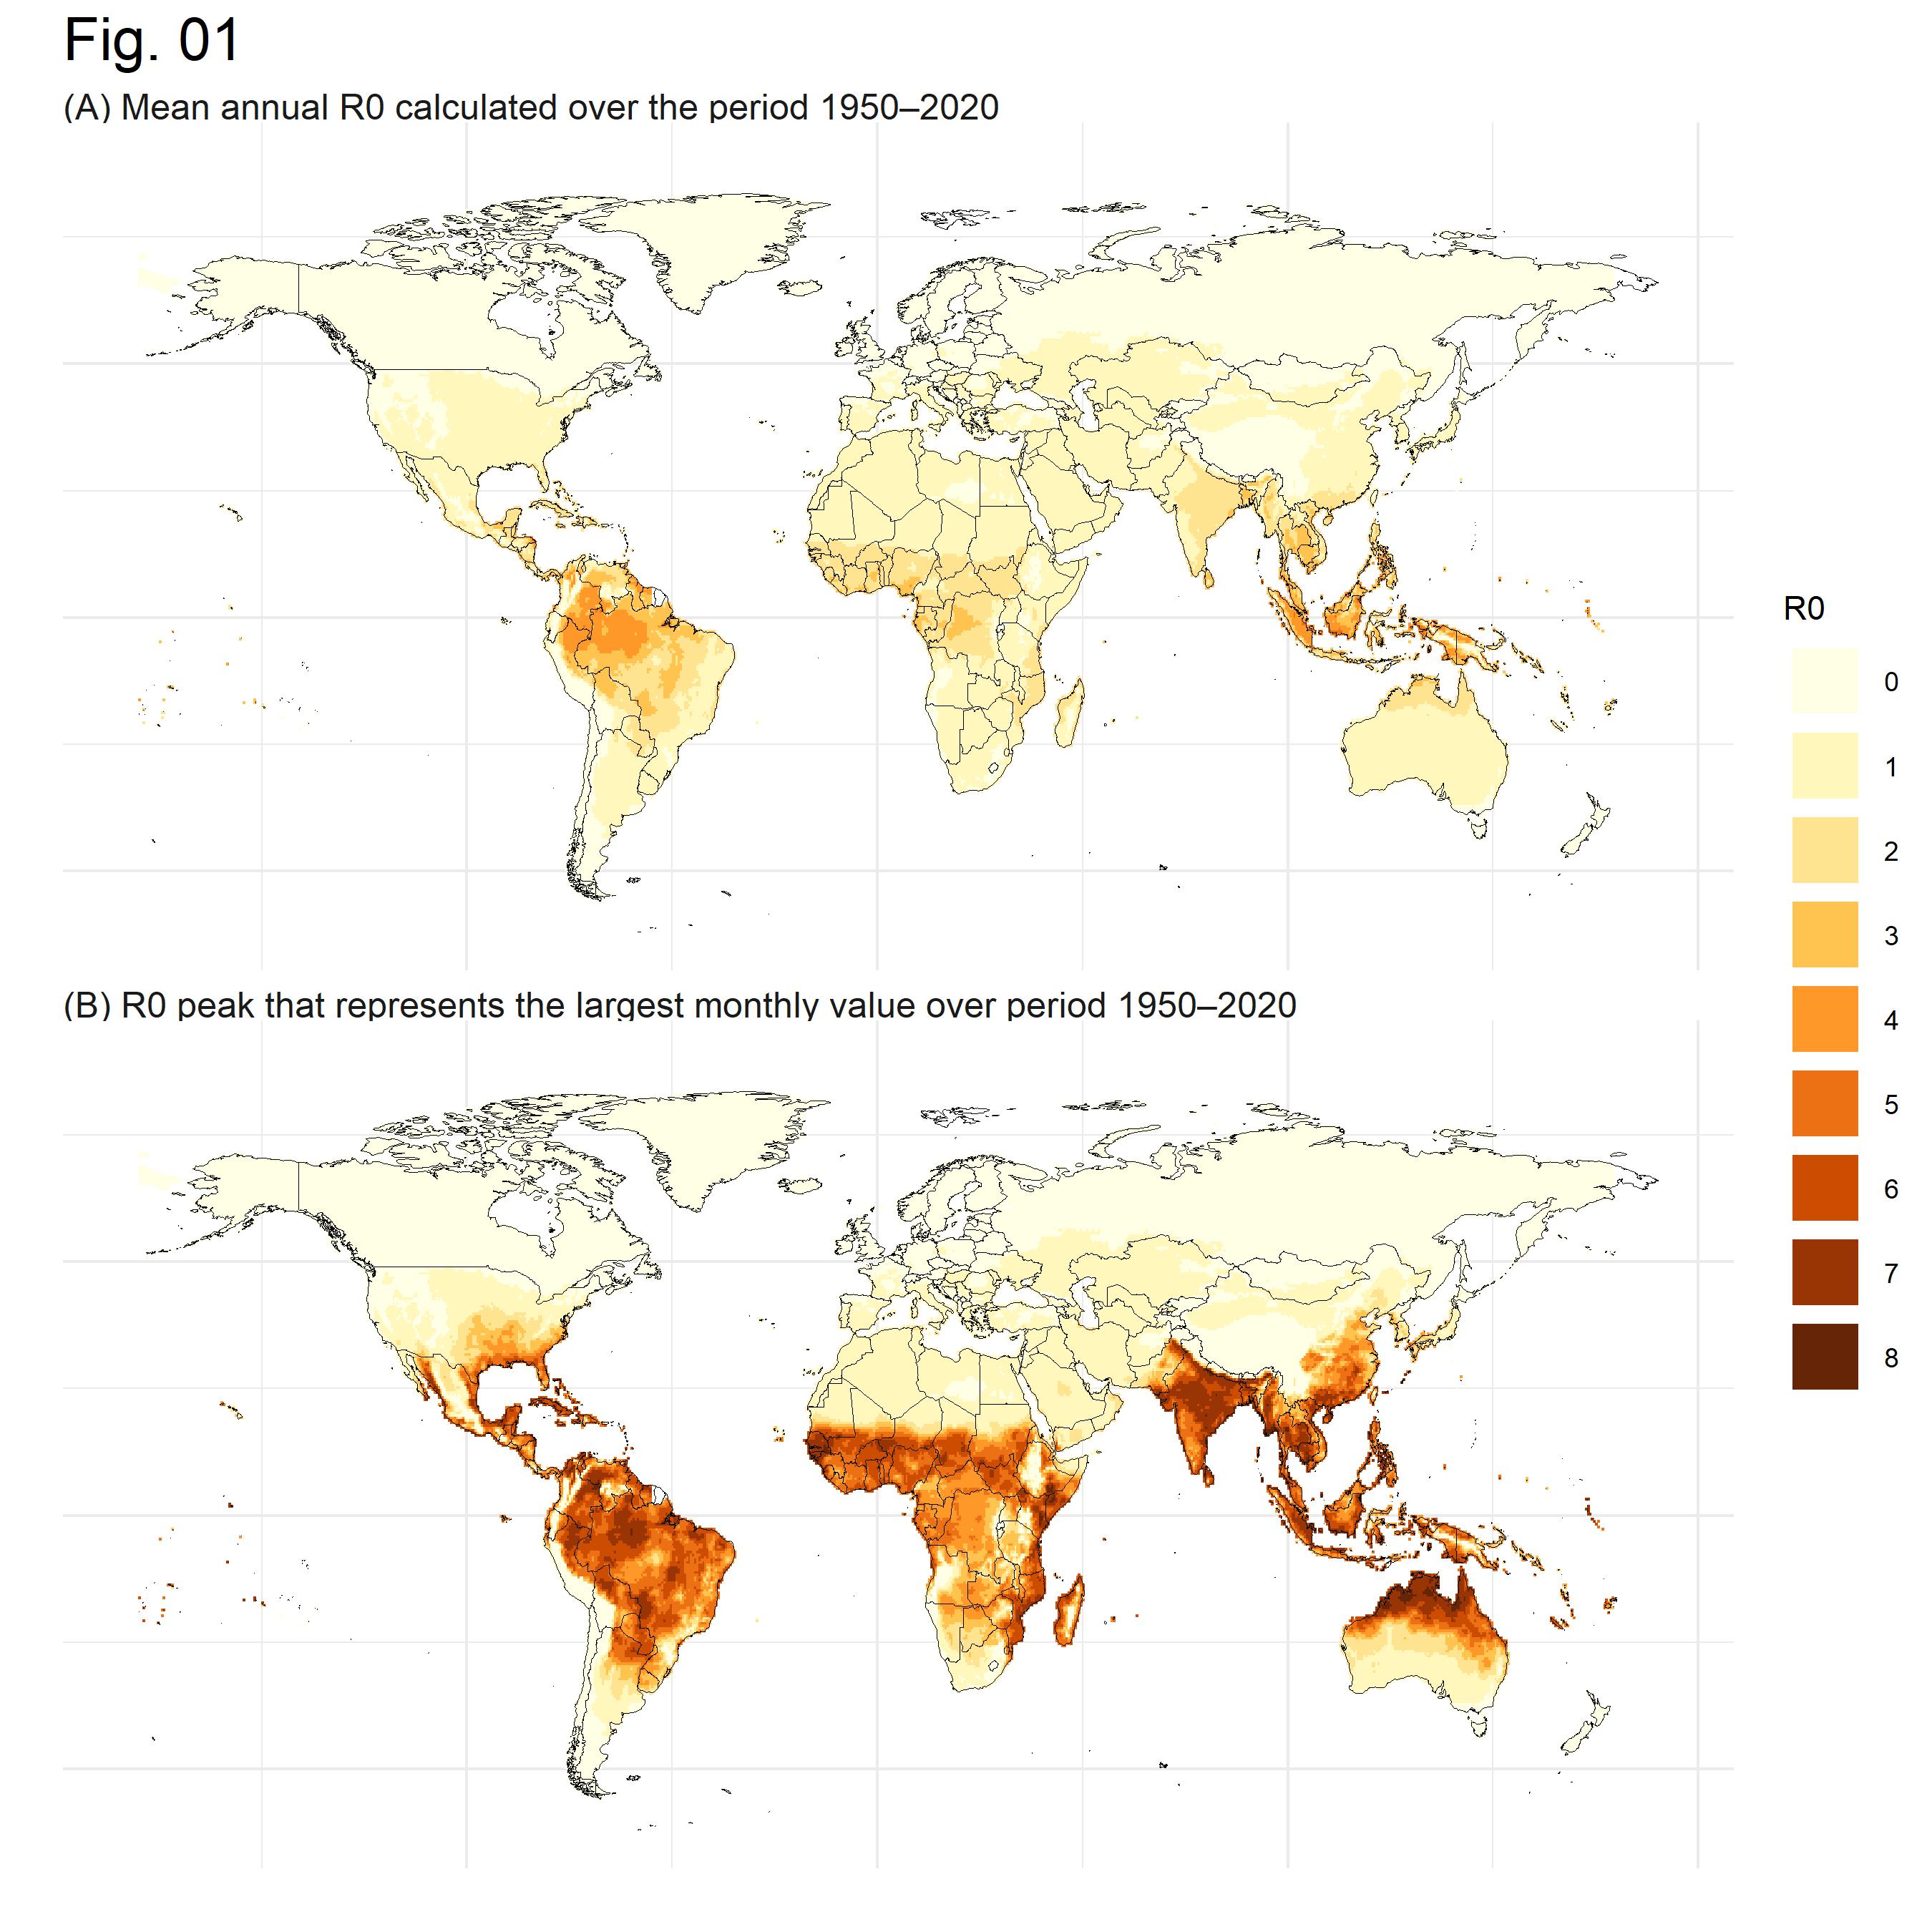 Fig. 01
(A) Mean annual R0 calculated over the period 1950–2020
R0
0
1
2
3
4
5
6
7
8
(B) R0 peak that represents the largest monthly value over period 1950–2020